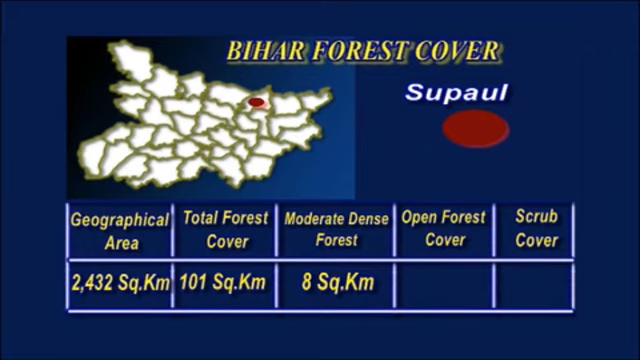 BIHAR FOREST COVER
Supaul
Geographical Area
Total Forest Cover
Moderate Dense Forest
Open Forest Cover
Scrub Cover
2,432 Sq.Km
101 Sq.Km
8 Sq.Km